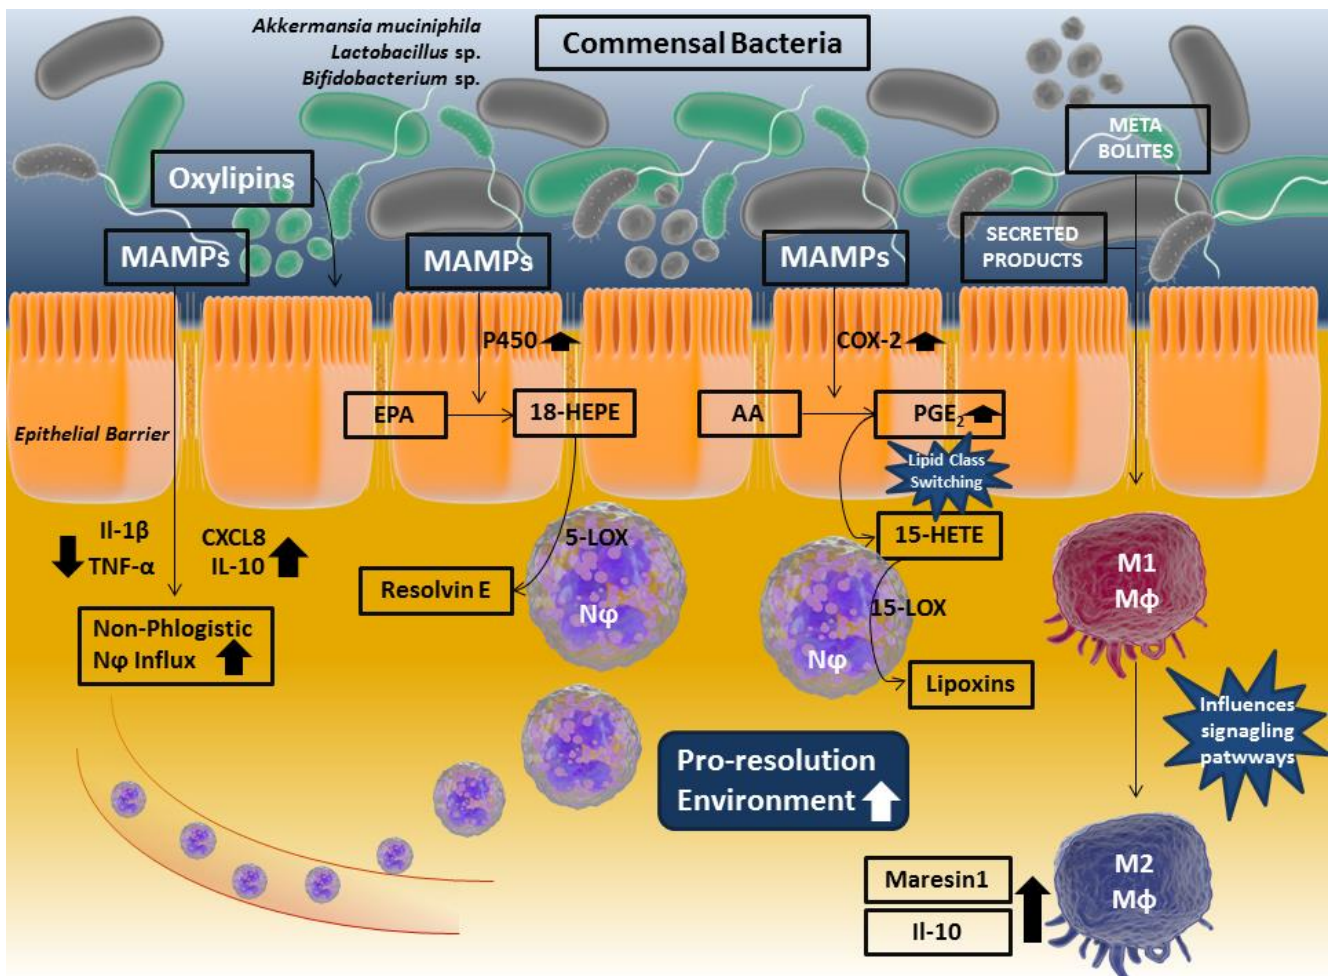 Akkermansia muciniphila
Lactobacillus sp.
Bifidobacterium sp.
Commensal Bacteria
META
BOLITES
Oxylipins
MAMPs
MAMPs
MAMPs
SECRETED
PRODUCTS
P450
COX-2
EPA
18-HEPE
AA
PGE₂
Epithelial Barrier
Lipid Class
Switching
Il-1β
TNF-α
CXCL8
IL-10
5-LOX
15-HETE
Resolvin E
Nφ
M1
Mϕ
Non-Phlogistic
Nφ Influx
15-LOX
Nφ
Lipoxins
Influences
signagling
patwways
Pro-resolution
Environment
Maresin1
Il-10
M2
Mϕ